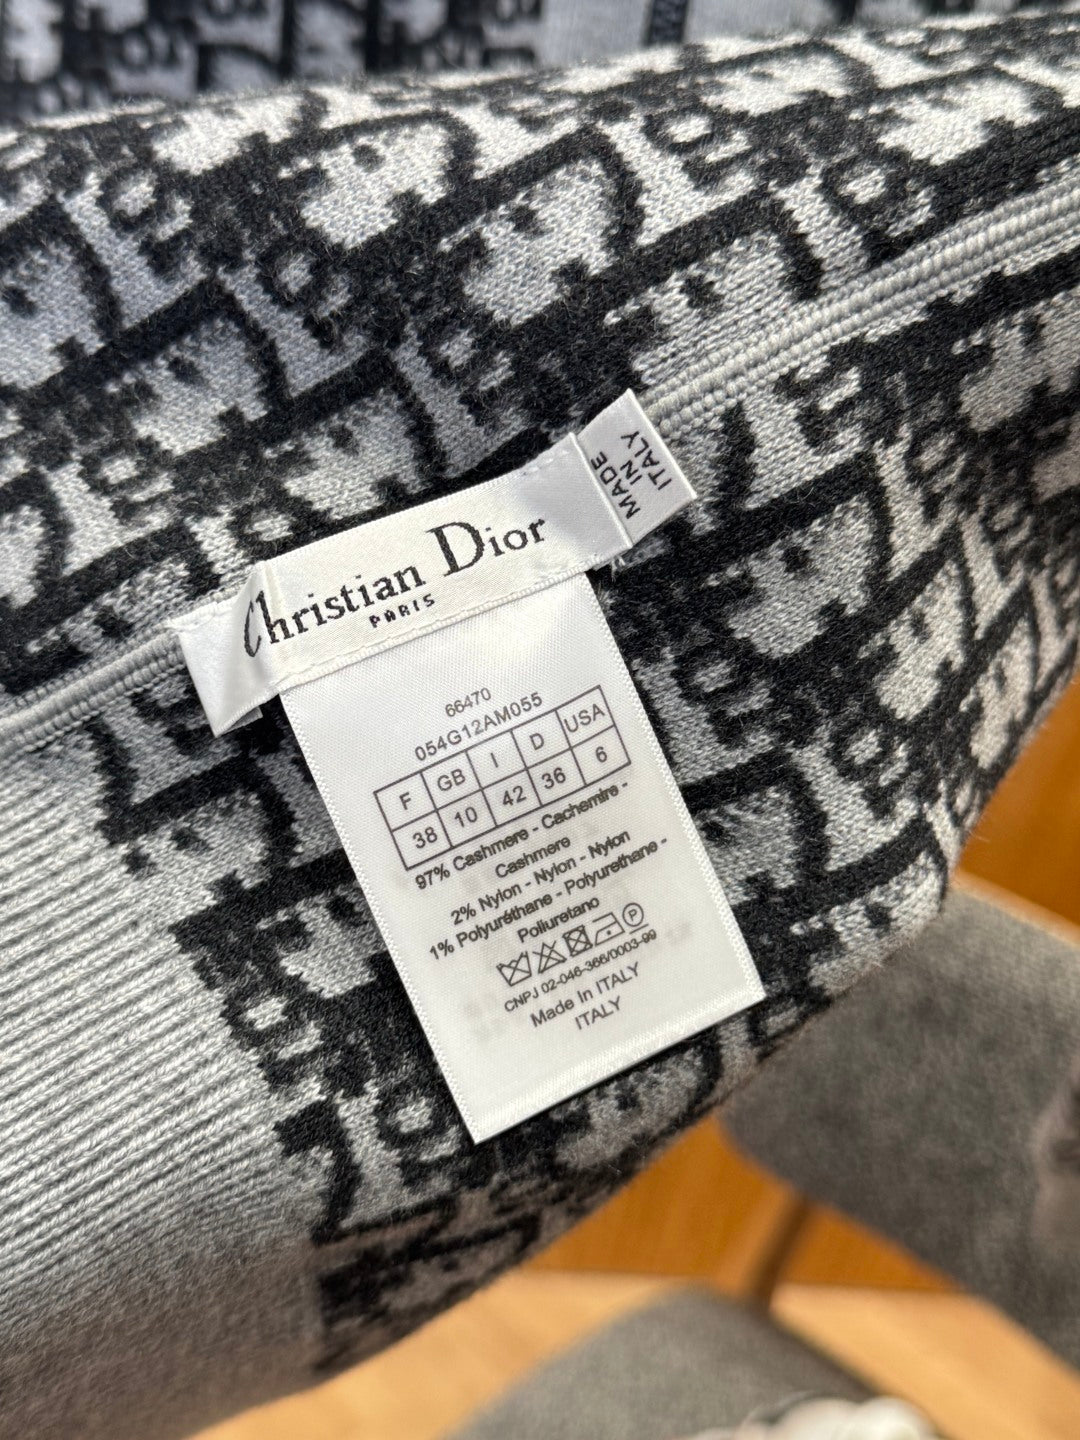 Christian Dior
PARIS
MADE
IN
ITALY
66470
054G12AM055
F GB I D USA
38 10 42 36 6
97% Cashmere - Cachemire -
Cashmere
2% Nylon - Nylon - Nylon
1% Polyuréthane - Polyurethane -
Poliuretano
P
CNPJ 02-046-366/0003-99
Made In ITALY
ITALY